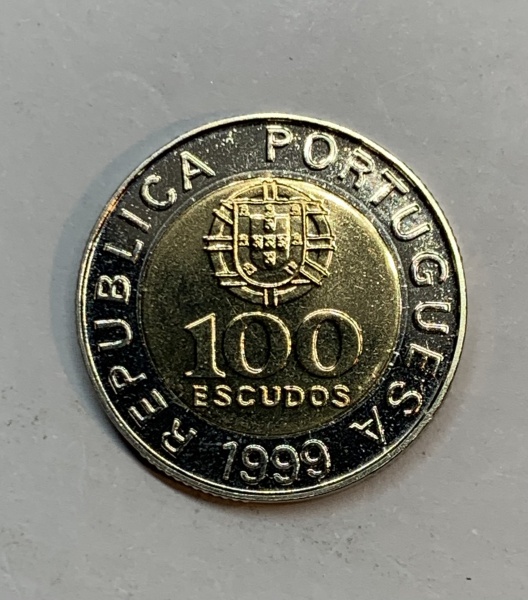 REPUBLICA PORTUGUESA
100
ESCUDOS
1999